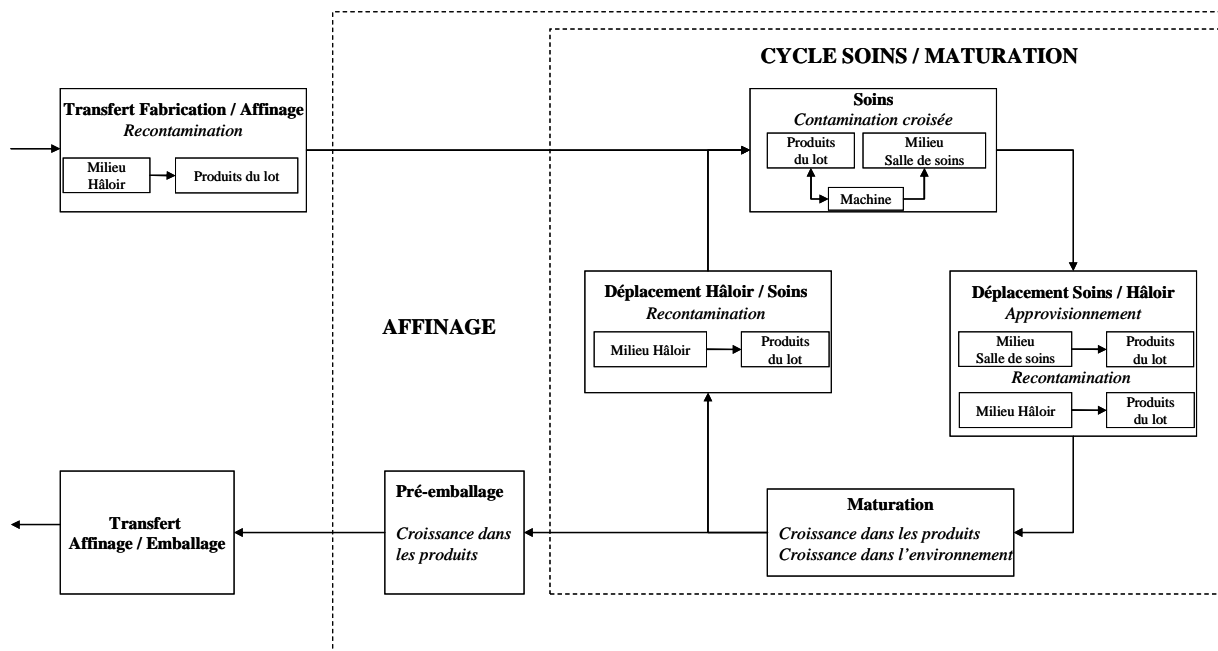 CYCLE SOINS / MATURATION
Transfert Fabrication / Affinage
Recontamination
Milieu
Hâloir
Produits du lot
Soins
Contamination croisée
Produits
du lot
Milieu
Salle de soins
Machine
AFFINAGE
Déplacement Hâloir / Soins
Recontamination
Milieu Hâloir
Produits
du lot
Déplacement Soins / Hâloir
Approvisionnement
Milieu
Salle de soins
Produits
du lot
Recontamination
Milieu Hâloir
Produits
du lot
Transfert
Affinage / Emballage
Pré-emballage
Croissance dans
les produits
Maturation
Croissance dans les produits
Croissance dans l’environnement